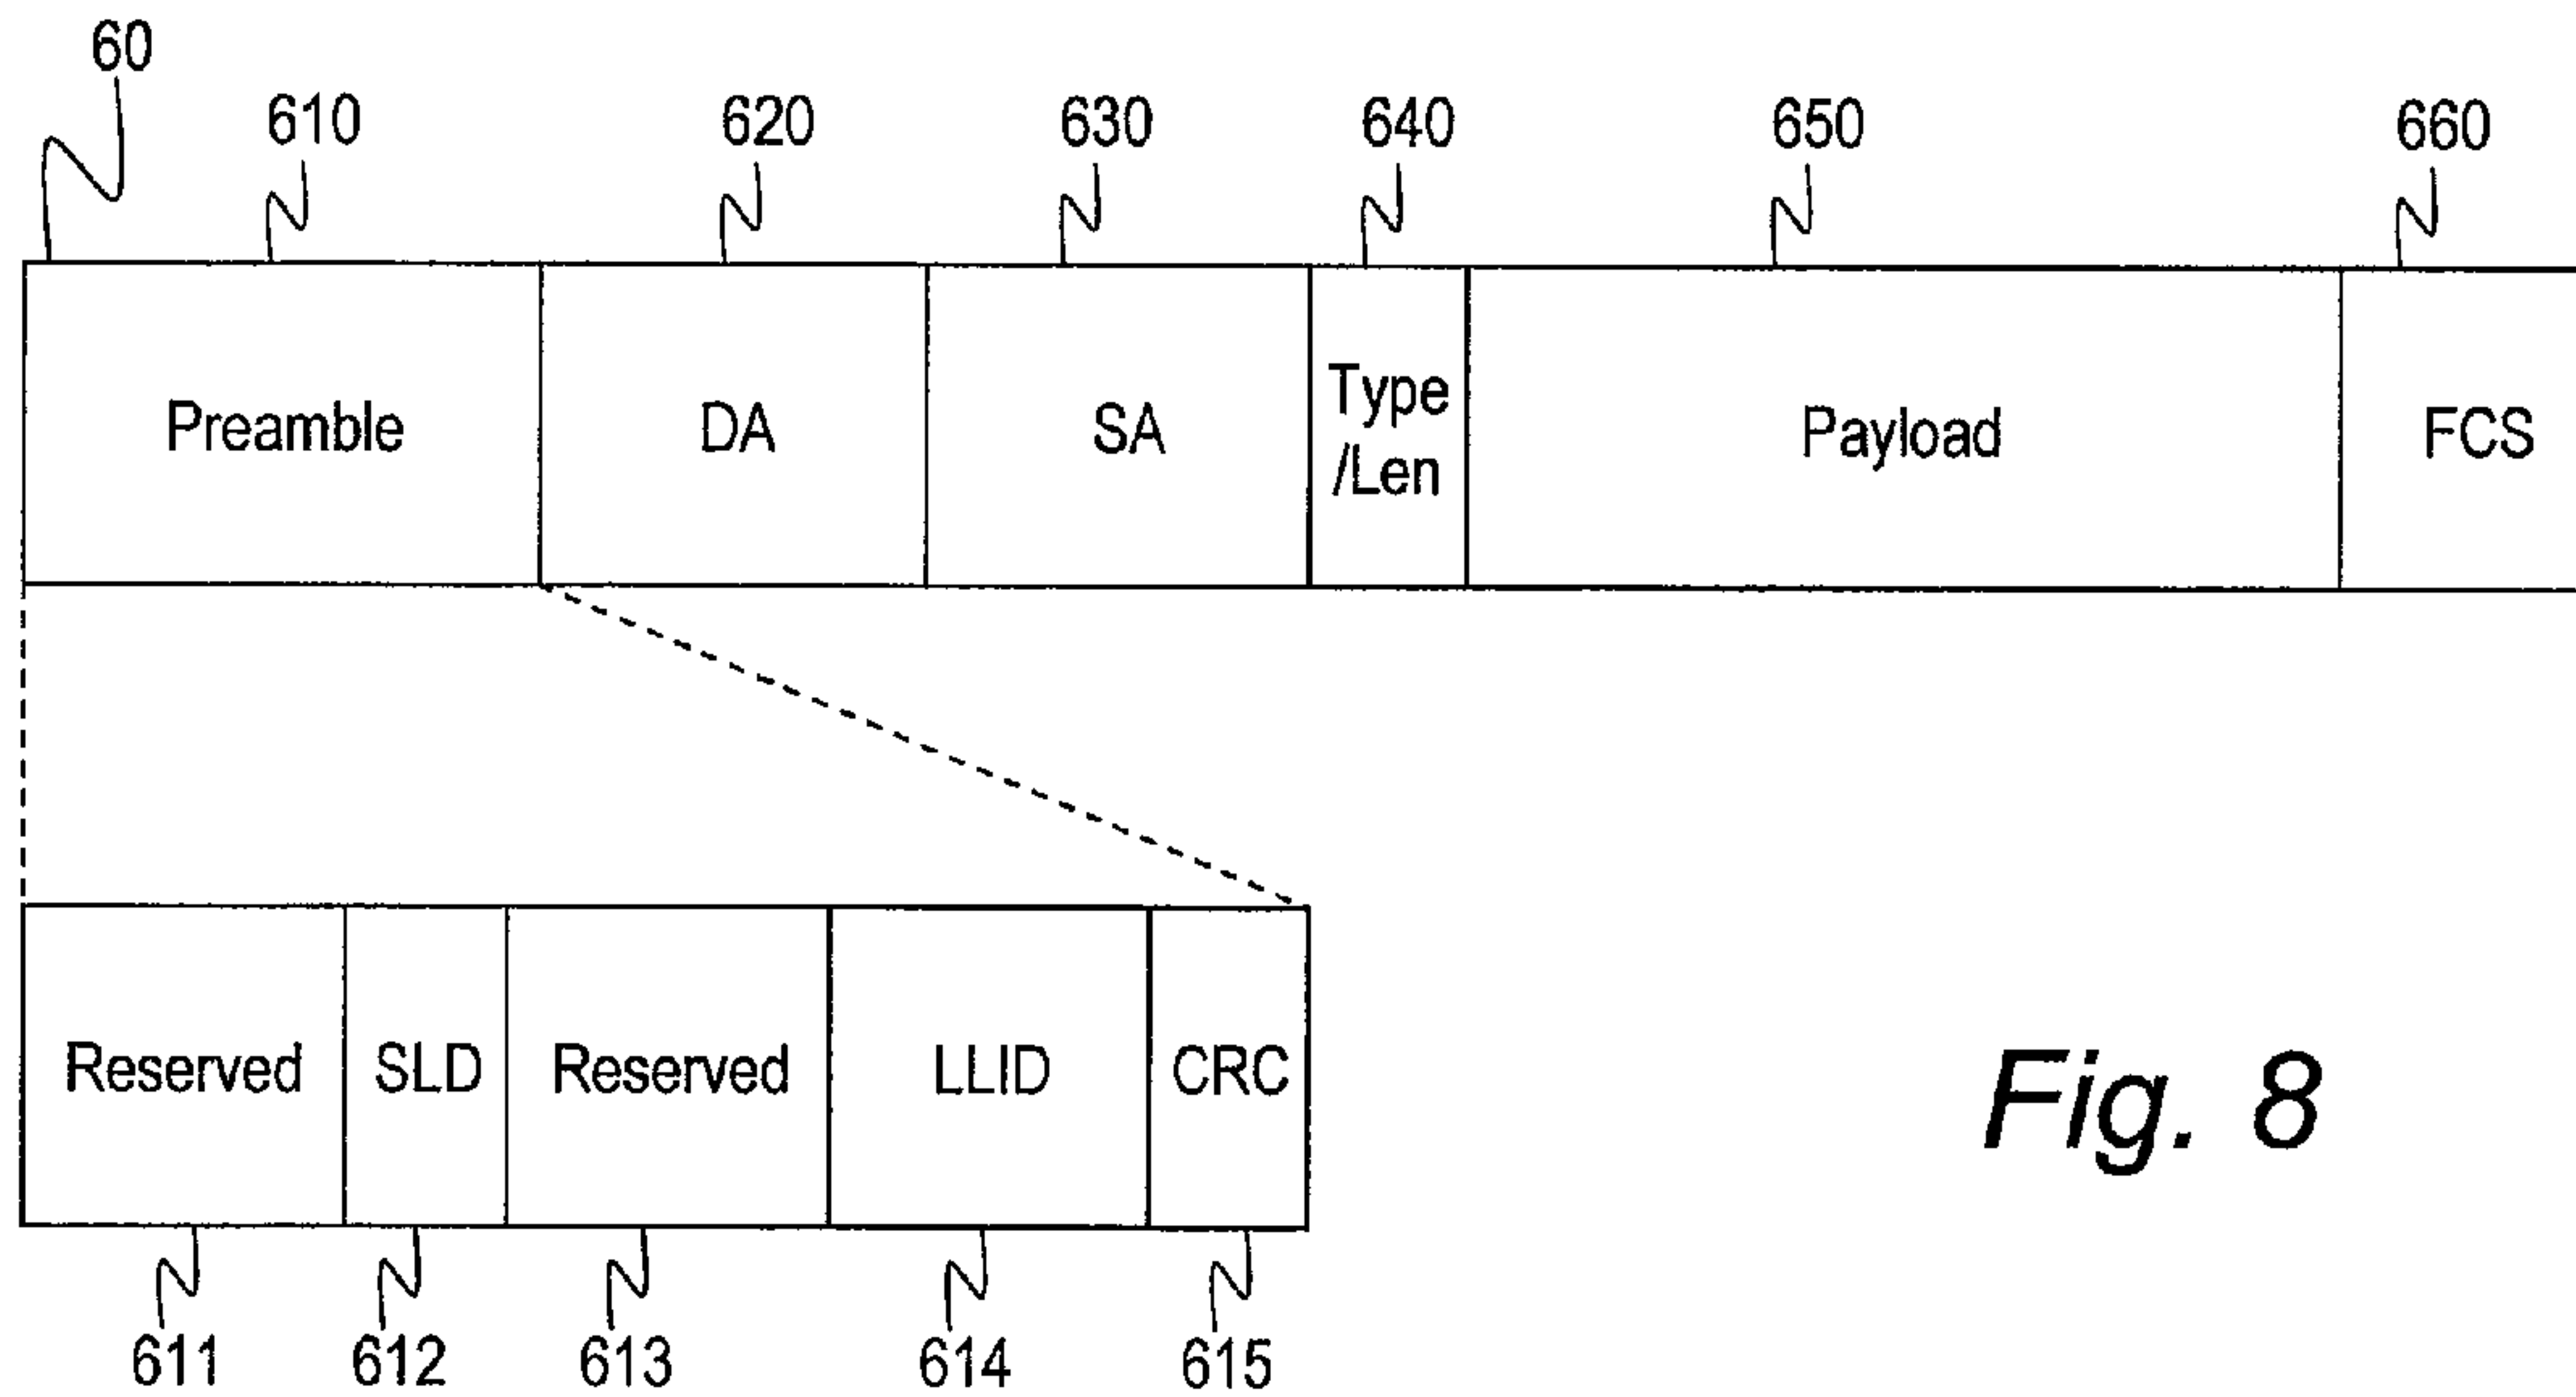 60
610
620
630
640
650
660
Preamble
DA
SA
Type
/Len
Payload
FCS
Reserved
SLD
Reserved
LLID
CRC
611
612
613
614
615
Fig. 8